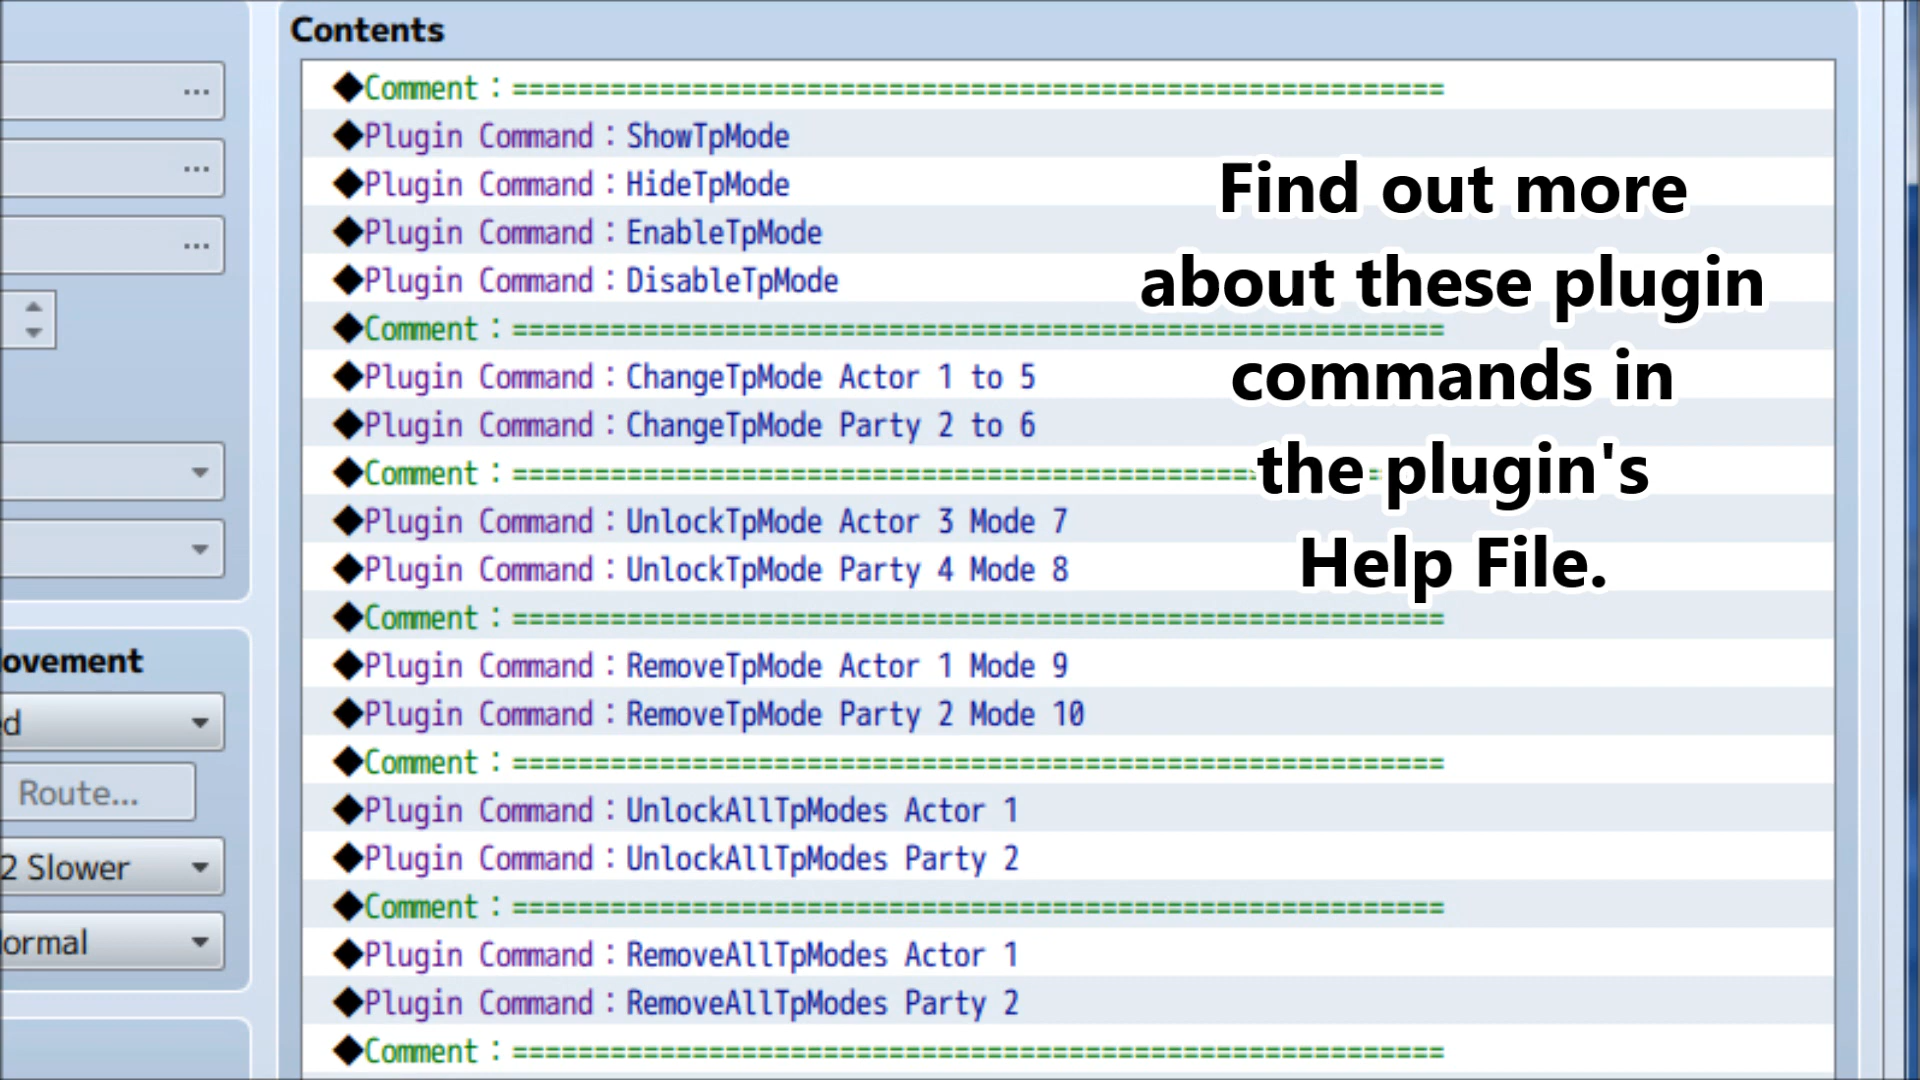 Contents
◆Comment：=========================================================
◆Plugin Command：ShowTpMode
◆Plugin Command：HideTpMode
◆Plugin Command：EnableTpMode
◆Plugin Command：DisableTpMode
◆Comment：=========================================================
◆Plugin Command：ChangeTpMode Actor 1 to 5
◆Plugin Command：ChangeTpMode Party 2 to 6
◆Comment：=========================================================
◆Plugin Command：UnlockTpMode Actor 3 Mode 7
◆Plugin Command：UnlockTpMode Party 4 Mode 8
◆Comment：=========================================================
◆Plugin Command：RemoveTpMode Actor 1 Mode 9
◆Plugin Command：RemoveTpMode Party 2 Mode 10
◆Comment：=========================================================
◆Plugin Command：UnlockAllTpModes Actor 1
◆Plugin Command：UnlockAllTpModes Party 2
◆Comment：=========================================================
◆Plugin Command：RemoveAllTpModes Actor 1
◆Plugin Command：RemoveAllTpModes Party 2
◆Comment：=========================================================
Find out more
about these plugin
commands in
the plugin's
Help File.
...
...
...
ovement
ed
Route...
2 Slower
ormal